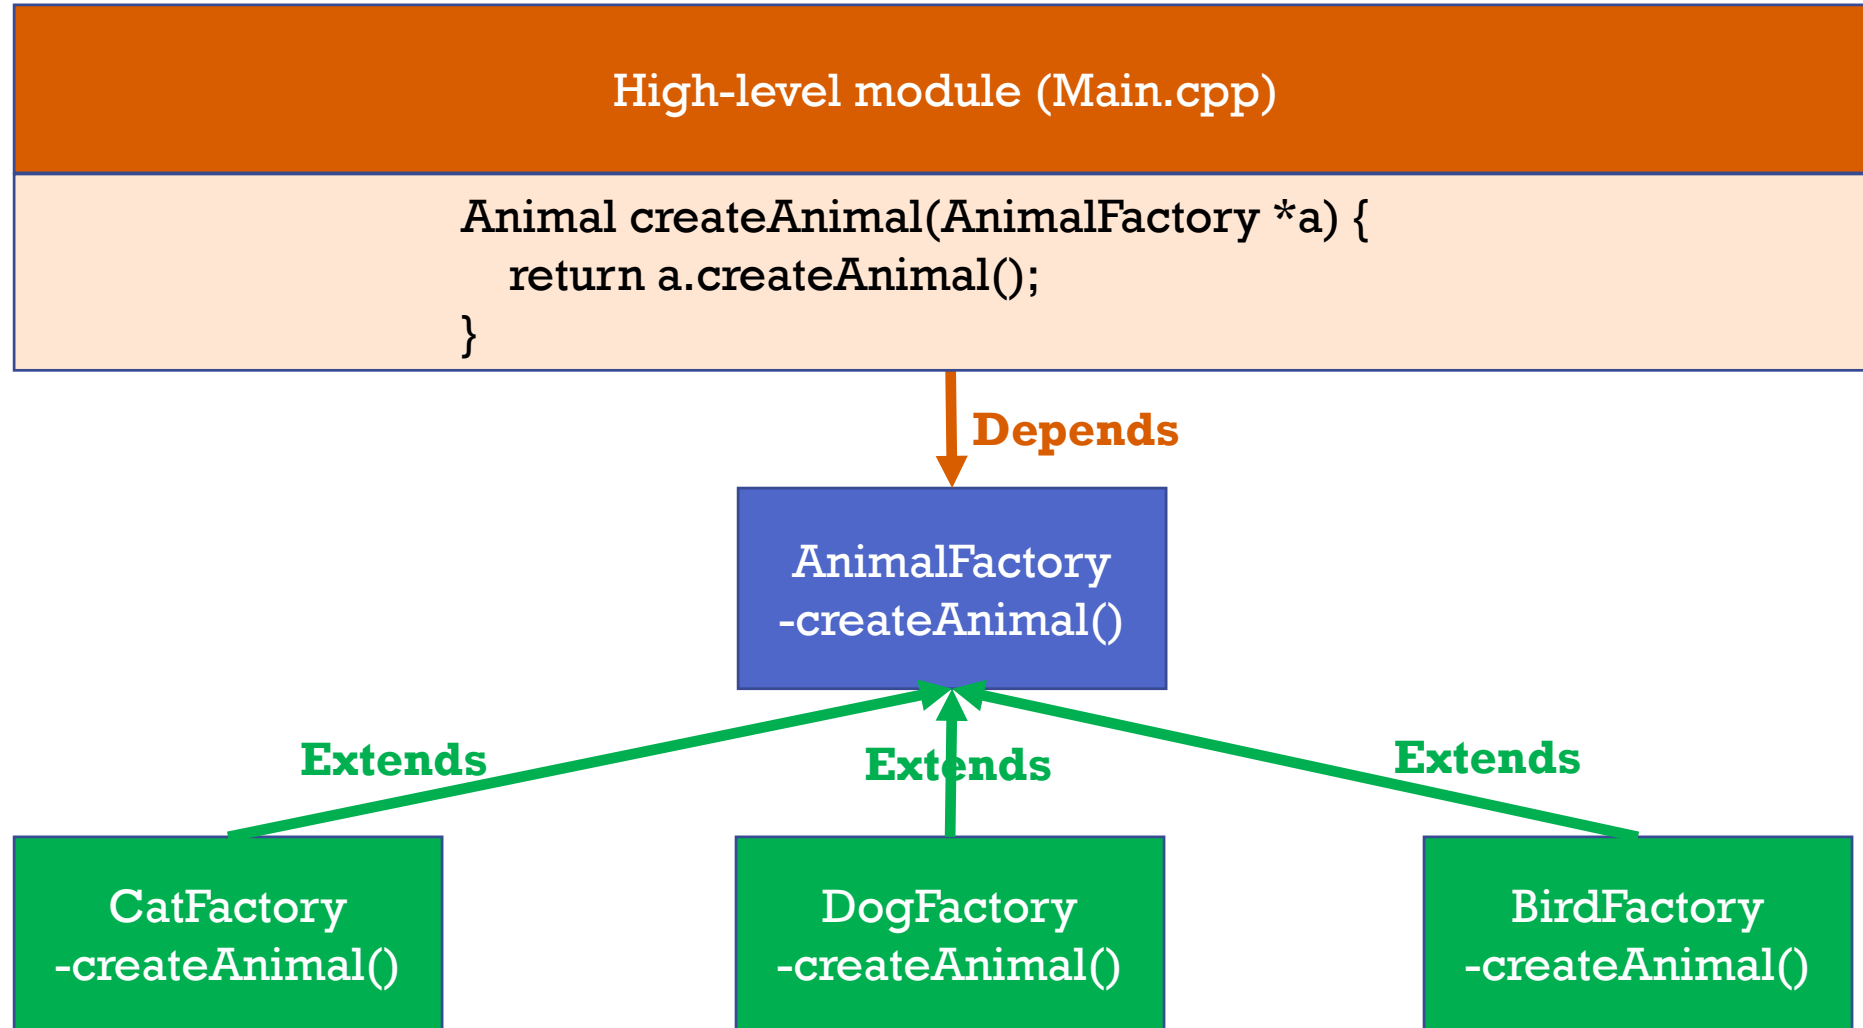 High-level module (Main.cpp)
Animal createAnimal(AnimalFactory *a) {
return a.createAnimal();
}
Depends
AnimalFactory
-createAnimal()
Extends
Extends
Extends
CatFactory
-createAnimal()
DogFactory
-createAnimal()
BirdFactory
-createAnimal()